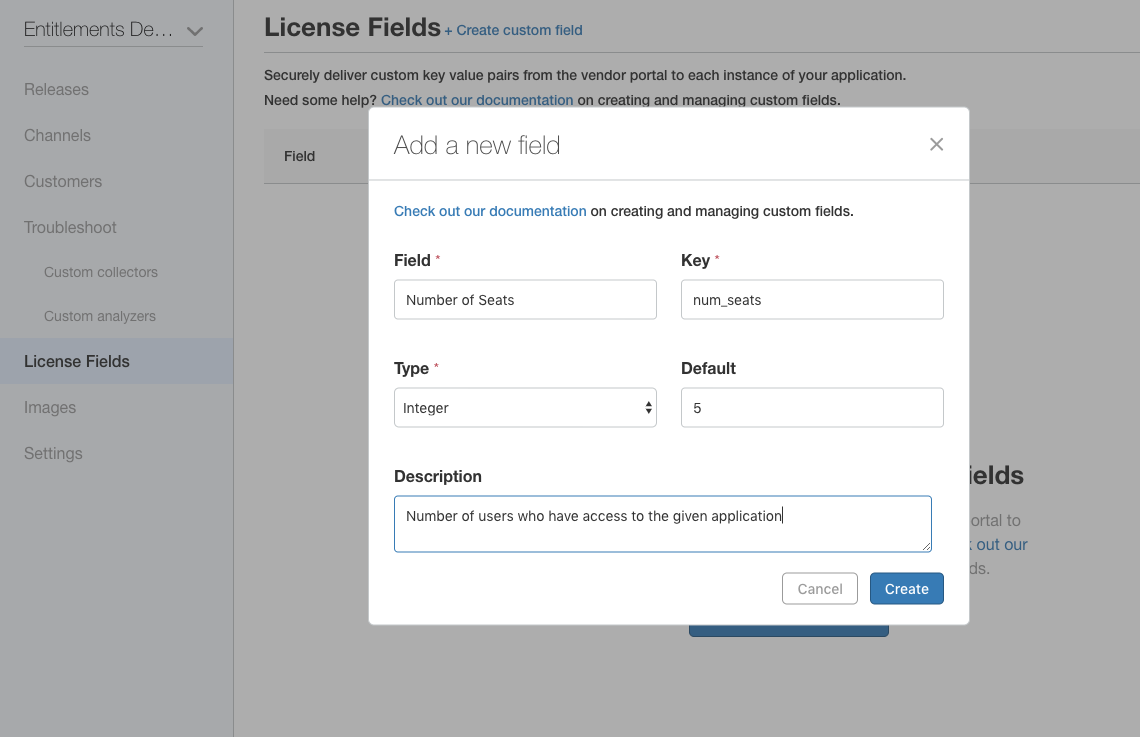 Entitlements De...
Releases
Channels
Customers
Troubleshoot
Custom collectors
Custom analyzers
License Fields
Images
Settings
License Fields + Create custom field
Securely deliver custom key value pairs from the vendor portal to each instance of your application.
Need some help? Check out our documentation on creating and managing custom fields.
Field
Add a new field
Check out our documentation on creating and managing custom fields.
Field * Key *
Number of Seats num_seats
Type * Default
Integer 5
Description
Number of users who have access to the given application
Cancel Create
ields
ortal to
out our
ds.